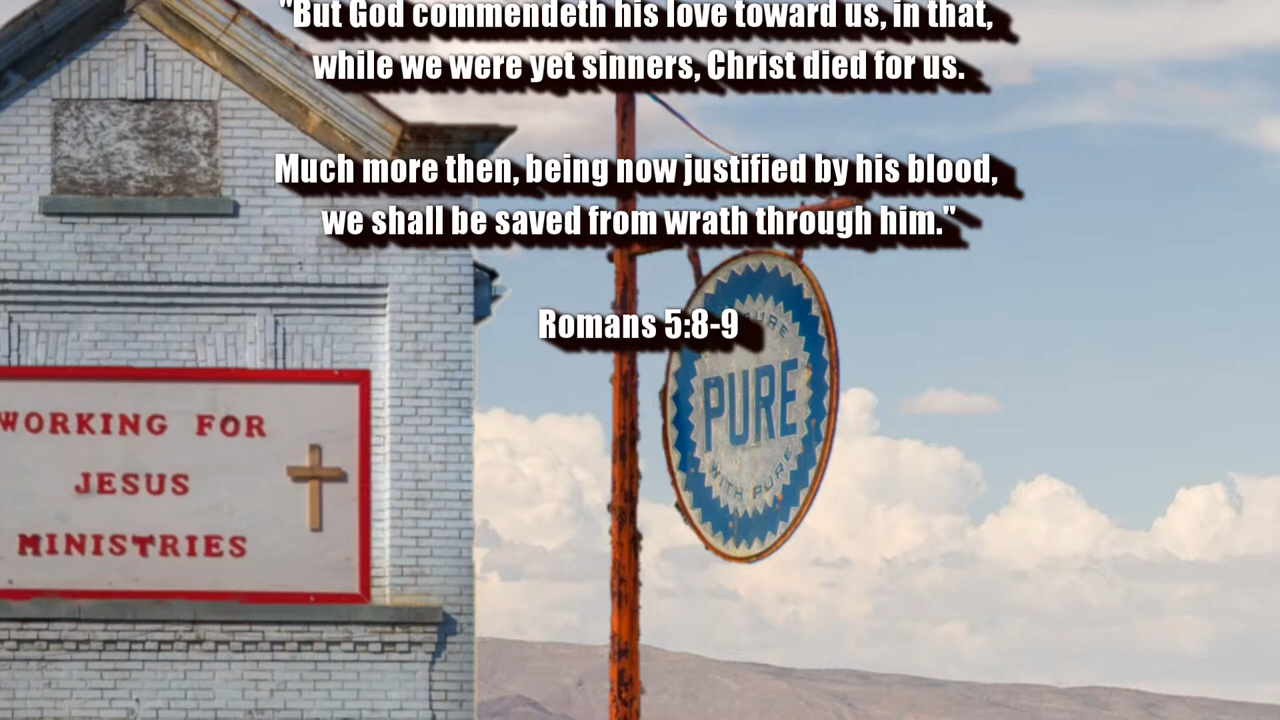 "But God commendeth his love toward us, in that,
while we were yet sinners, Christ died for us.
Much more then, being now justified by his blood,
we shall be saved from wrath through him."
Romans 5:8-9
PURE
WITH PURE
WORKING FOR
JESUS
MINISTRIES